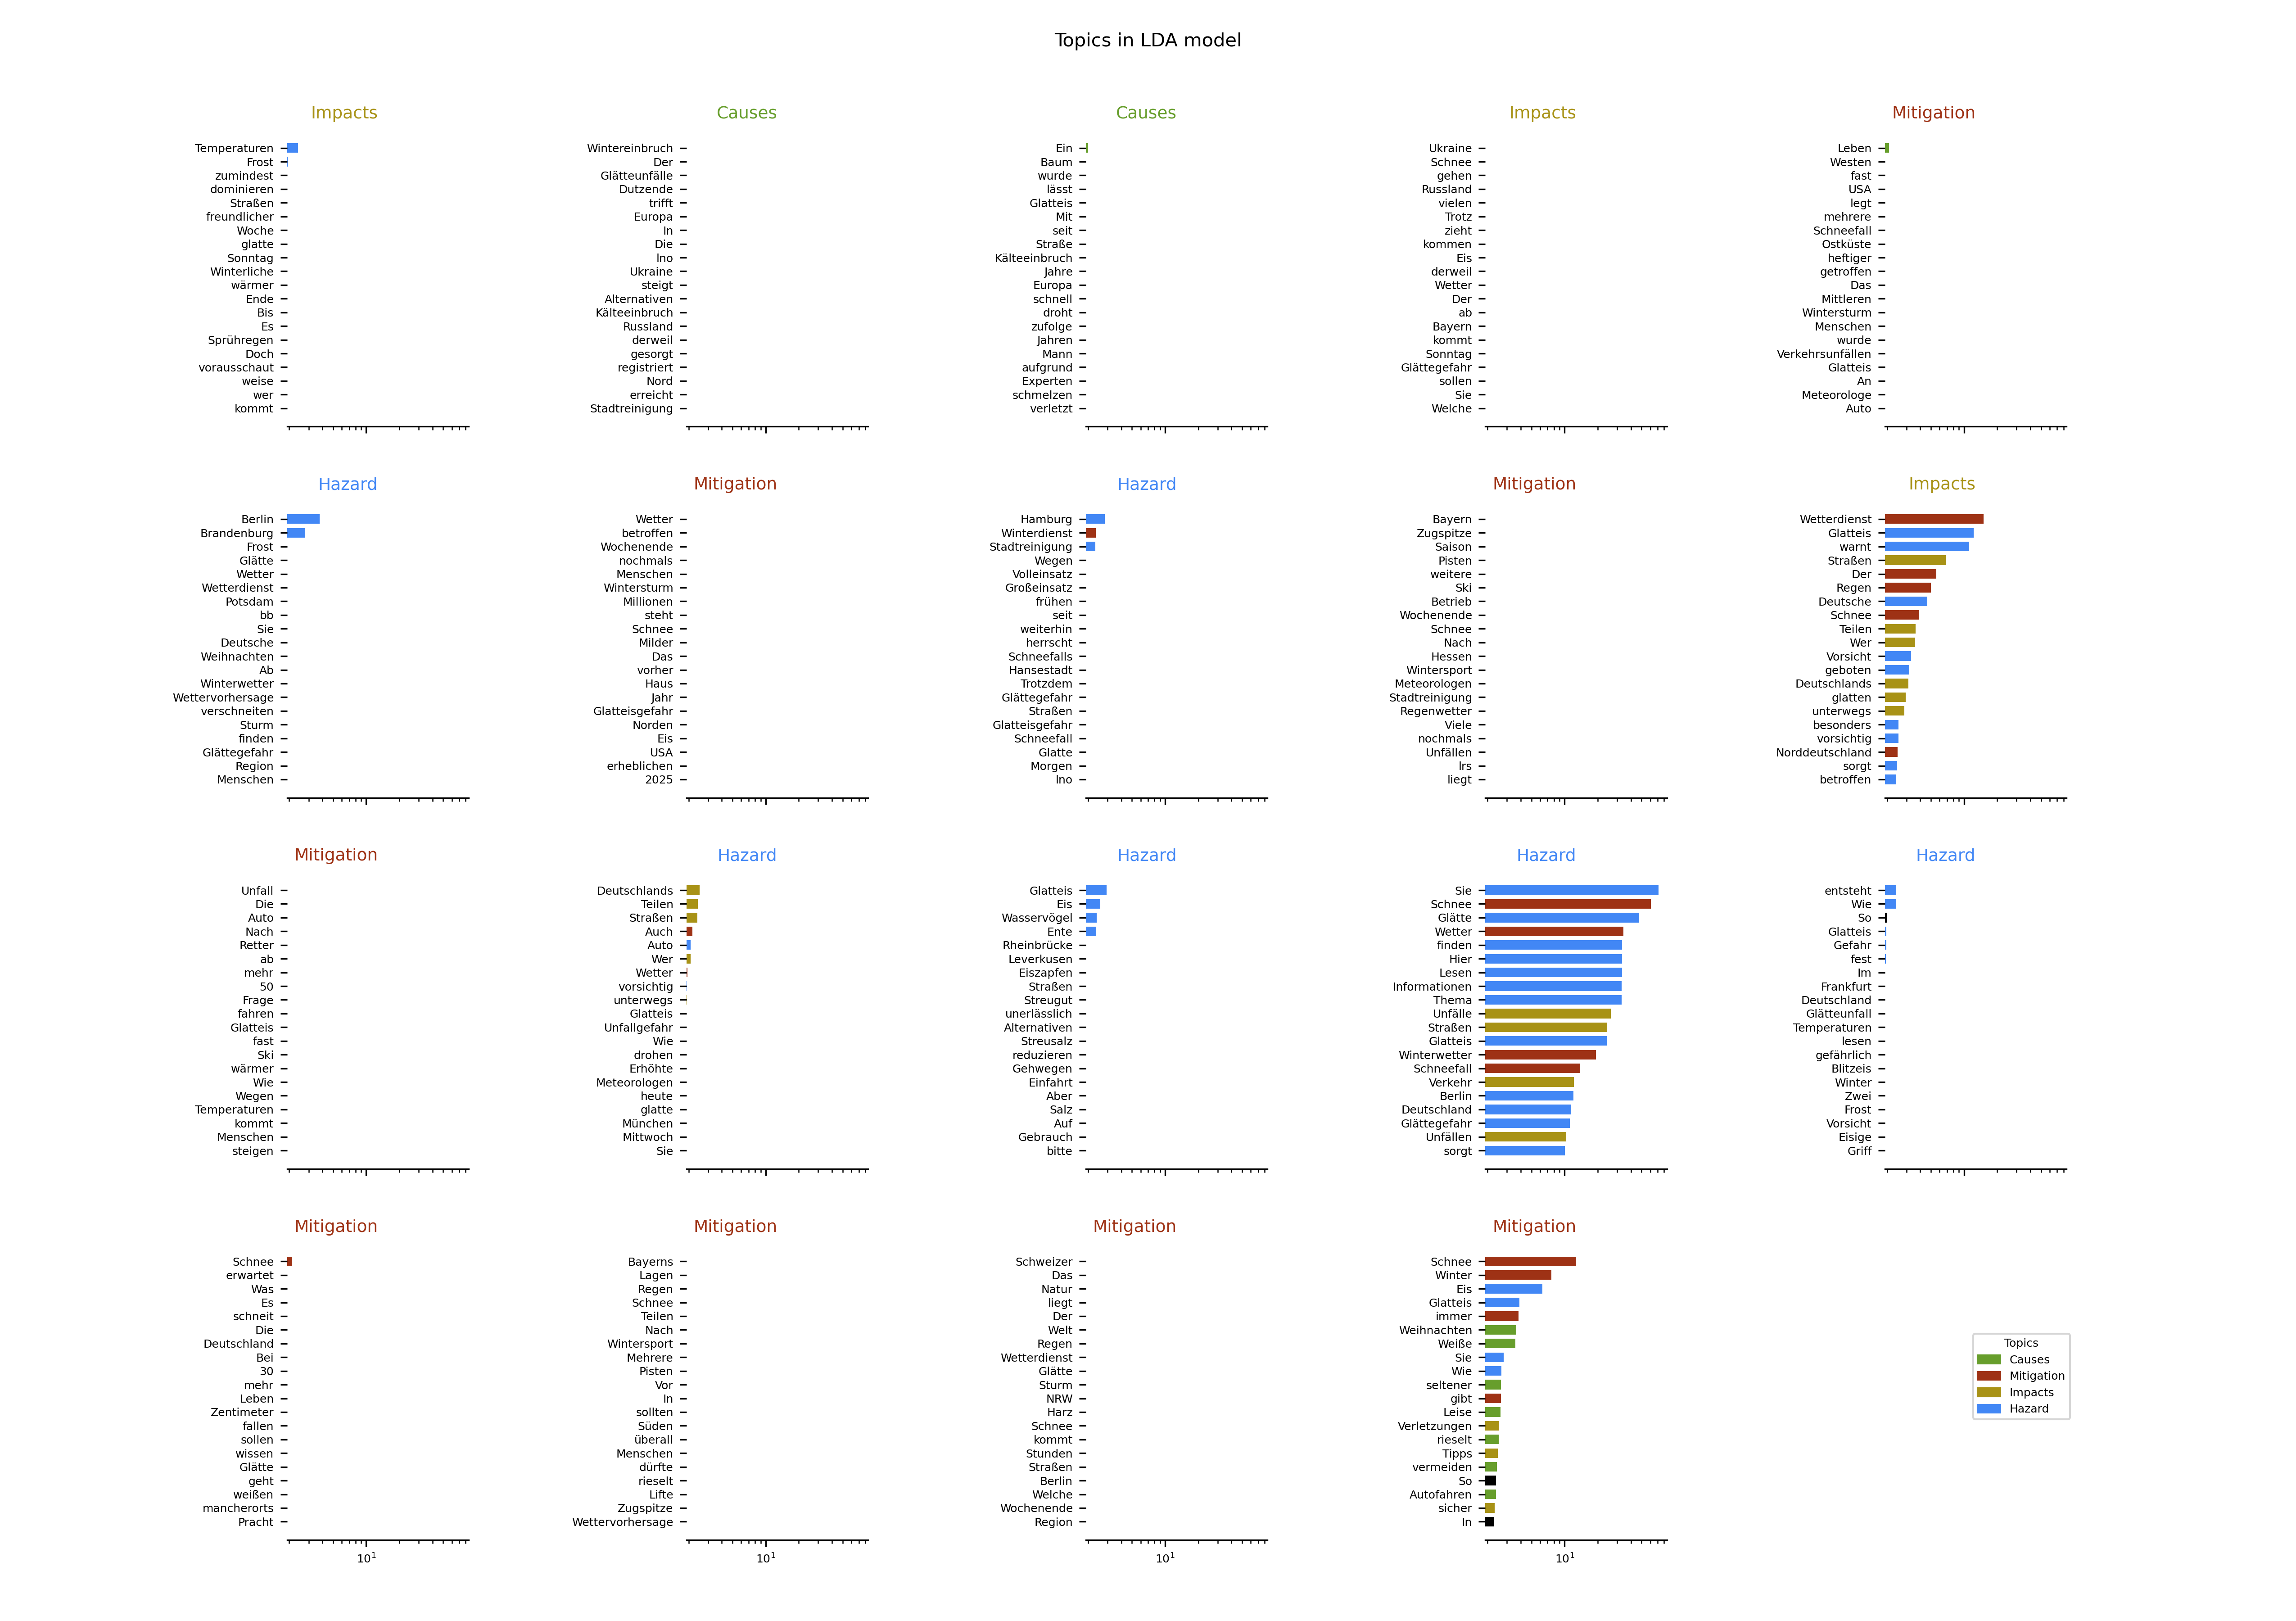 Topics in LDA model
Impacts
Temperaturen
Frost
zumindest
dominieren
Straßen
freundlicher
Woche
glatte
Sonntag
Winterliche
wärmer
Ende
Bis
Es
Sprühregen
Doch
vorausschaut
weise
wer
kommt
Causes
Wintereinbruch
Der
Glätteunfälle
Dutzende
trifft
Europa
In
Die
Ino
Ukraine
steigt
Alternativen
Kälteeinbruch
Russland
derweil
gesorgt
registriert
Nord
erreicht
Stadtreinigung
Causes
Ein
Baum
wurde
lässt
Glatteis
Mit
seit
Straße
Kälteeinbruch
Jahre
Europa
schnell
droht
zufolge
Jahren
Mann
aufgrund
Experten
schmelzen
verletzt
Impacts
Ukraine
Schnee
gehen
Russland
vielen
Trotz
zieht
kommen
Eis
derweil
Wetter
Der
ab
Bayern
kommt
Sonntag
Glättegefahr
sollen
Sie
Welche
Mitigation
Leben
Westen
fast
USA
legt
mehrere
Schneefall
Ostküste
heftiger
getroffen
Das
Mittleren
Wintersturm
Menschen
wurde
Verkehrsunfällen
Glatteis
An
Meteorologe
Auto
Hazard
Berlin
Brandenburg
Frost
Glätte
Wetter
Wetterdienst
Potsdam
bb
Sie
Deutsche
Weihnachten
Ab
Winterwetter
Wettervorhersage
verschneiten
Sturm
finden
Glättegefahr
Region
Menschen
Mitigation
Wetter
betroffen
Wochenende
nochmals
Menschen
Wintersturm
Millionen
steht
Schnee
Milder
Das
vorher
Haus
Jahr
Glatteisgefahr
Norden
Eis
USA
erheblichen
2025
Hazard
Hamburg
Winterdienst
Stadtreinigung
Wegen
Volleinsatz
Großeinsatz
frühen
seit
weiterhin
herrscht
Schneefalls
Hansestadt
Trotzdem
Glättegefahr
Straßen
Glatteisgefahr
Schneefall
Glatte
Morgen
Ino
Mitigation
Bayern
Zugspitze
Saison
Pisten
weitere
Ski
Betrieb
Wochenende
Schnee
Nach
Hessen
Wintersport
Meteorologen
Stadtreinigung
Regenwetter
Viele
nochmals
Unfällen
lrs
liegt
Impacts
Wetterdienst
Glatteis
warnt
Straßen
Der
Regen
Deutsche
Schnee
Teilen
Wer
Vorsicht
geboten
Deutschlands
glatten
unterwegs
besonders
vorsichtig
Norddeutschland
sorgt
betroffen
Mitigation
Unfall
Die
Auto
Nach
Retter
ab
mehr
50
Frage
fahren
Glatteis
fast
Ski
wärmer
Wie
Wegen
Temperaturen
kommt
Menschen
steigen
Hazard
Deutschlands
Teilen
Straßen
Auch
Auto
Wer
Wetter
vorsichtig
unterwegs
Glatteis
Unfallgefahr
Wie
drohen
Erhöhte
Meteorologen
heute
glatte
München
Mittwoch
Sie
Hazard
Glatteis
Eis
Wasservögel
Ente
Rheinbrücke
Leverkusen
Eiszapfen
Straßen
Streugut
unerlässlich
Alternativen
Streusalz
reduzieren
Gehwegen
Einfahrt
Aber
Salz
Auf
Gebrauch
bitte
Hazard
Sie
Schnee
Glätte
Wetter
finden
Hier
Lesen
Informationen
Thema
Unfälle
Straßen
Glatteis
Winterwetter
Schneefall
Verkehr
Berlin
Deutschland
Glättegefahr
Unfällen
sorgt
Hazard
entsteht
Wie
So
Glatteis
Gefahr
fest
Im
Frankfurt
Deutschland
Glätteunfall
Temperaturen
lesen
gefährlich
Blitzeis
Winter
Zwei
Frost
Vorsicht
Eisige
Griff
Mitigation
Schnee
erwartet
Was
Es
schneit
Die
Deutschland
Bei
30
mehr
Leben
Zentimeter
fallen
sollen
wissen
Glätte
geht
weißen
mancherorts
Pracht
10¹
Mitigation
Bayerns
Lagen
Regen
Schnee
Teilen
Nach
Wintersport
Mehrere
Pisten
Vor
In
sollten
Süden
überall
Menschen
dürfte
rieselt
Lifte
Zugspitze
Wettervorhersage
10¹
Mitigation
Schweizer
Das
Natur
liegt
Der
Welt
Regen
Wetterdienst
Glätte
Sturm
NRW
Harz
Schnee
kommt
Stunden
Straßen
Berlin
Welche
Wochenende
Region
10¹
Mitigation
Schnee
Winter
Eis
Glatteis
immer
Weihnachten
Weiße
Sie
Wie
seltener
gibt
Leise
Verletzungen
rieselt
Tipps
vermeiden
So
Autofahren
sicher
In
10¹
Topics
Causes
Mitigation
Impacts
Hazard